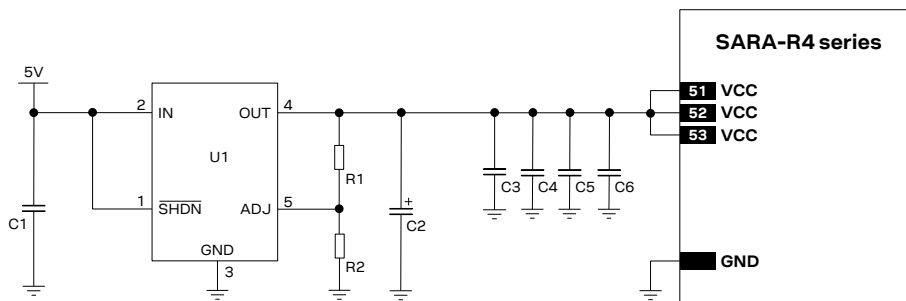 SARA-R4 series
5V
51 VCC
2 IN
OUT 4
52 VCC
53 VCC
U1
R1
C3
C4
C5
C6
1 SHDN
ADJ 5
C1
+
C2
GND
3
R2
GND